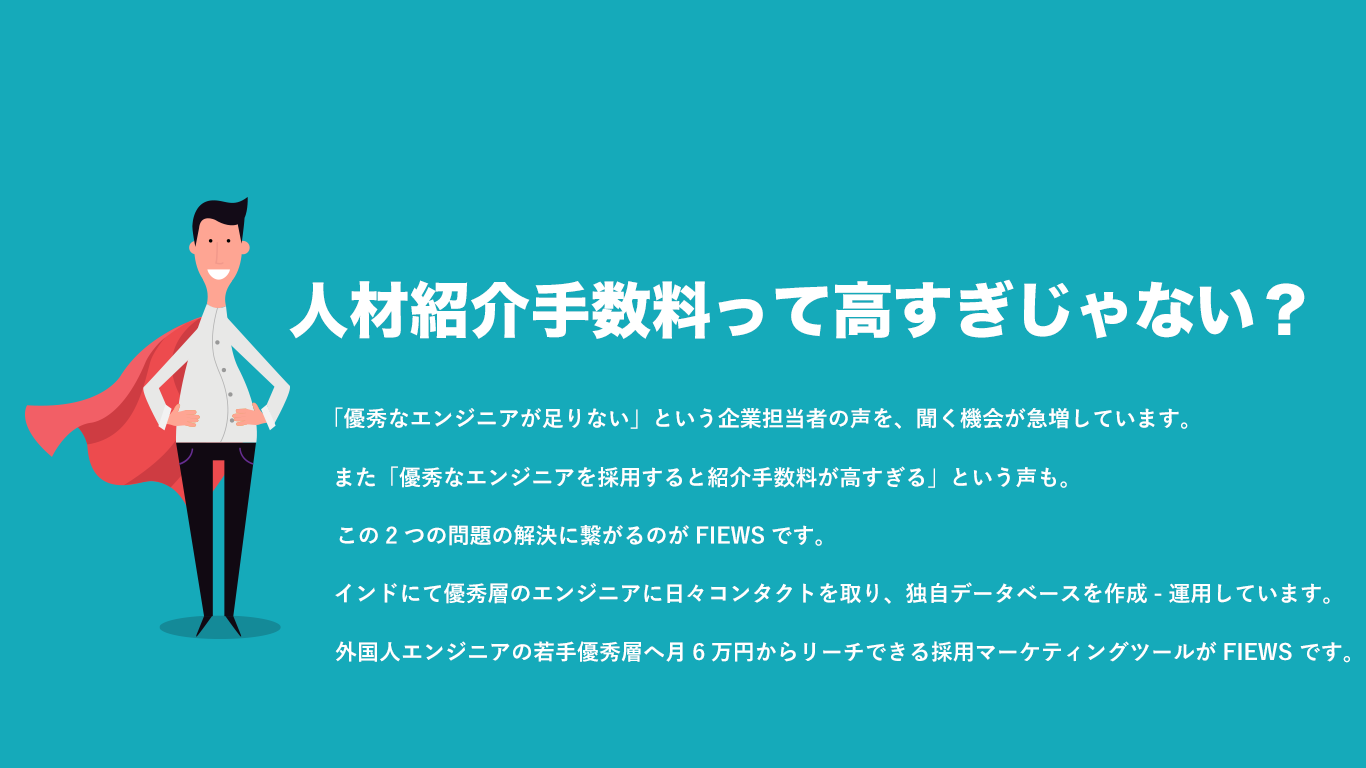 人材紹介手数料って高すぎじゃない？
「優秀なエンジニアが足りない」という企業担当者の声を、聞く機会が急増しています。
また「優秀なエンジニアを採用すると紹介手数料が高すぎる」という声も。
この 2 つの問題の解決に繋がるのが FIEWS です。
インドにて優秀層のエンジニアに日々コンタクトを取り、独自データベースを作成 - 運用しています。
外国人エンジニアの若手優秀層へ月 6 万円からリーチできる採用マーケティングツールが FIEWS です。